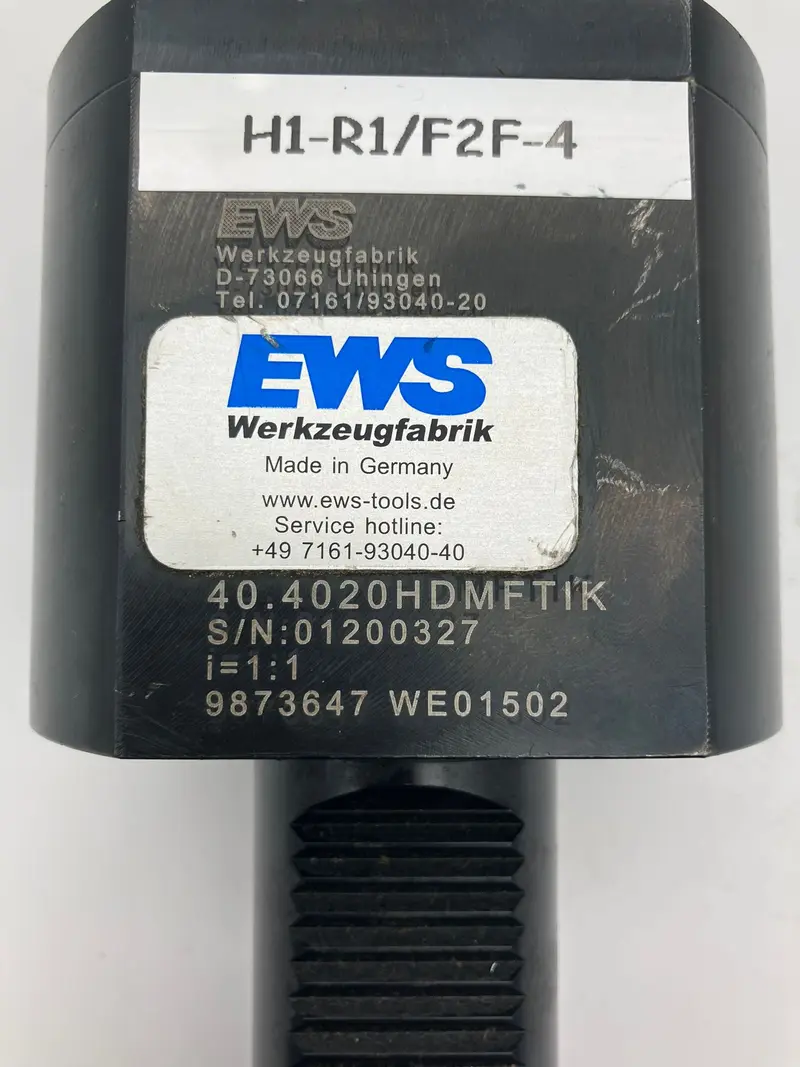 H1-R1/F2F-4
EWS
Werkzeugfabrik
D-73066 Uhingen
Tel. 07161/93040-20
EWS
Werkzeugfabrik
Made in Germany
www.ews-tools.de
Service hotline:
+49 7161-93040-40
40.4020HDMFTIK
S/N:01200327
i=1:1
9873647 WE01502